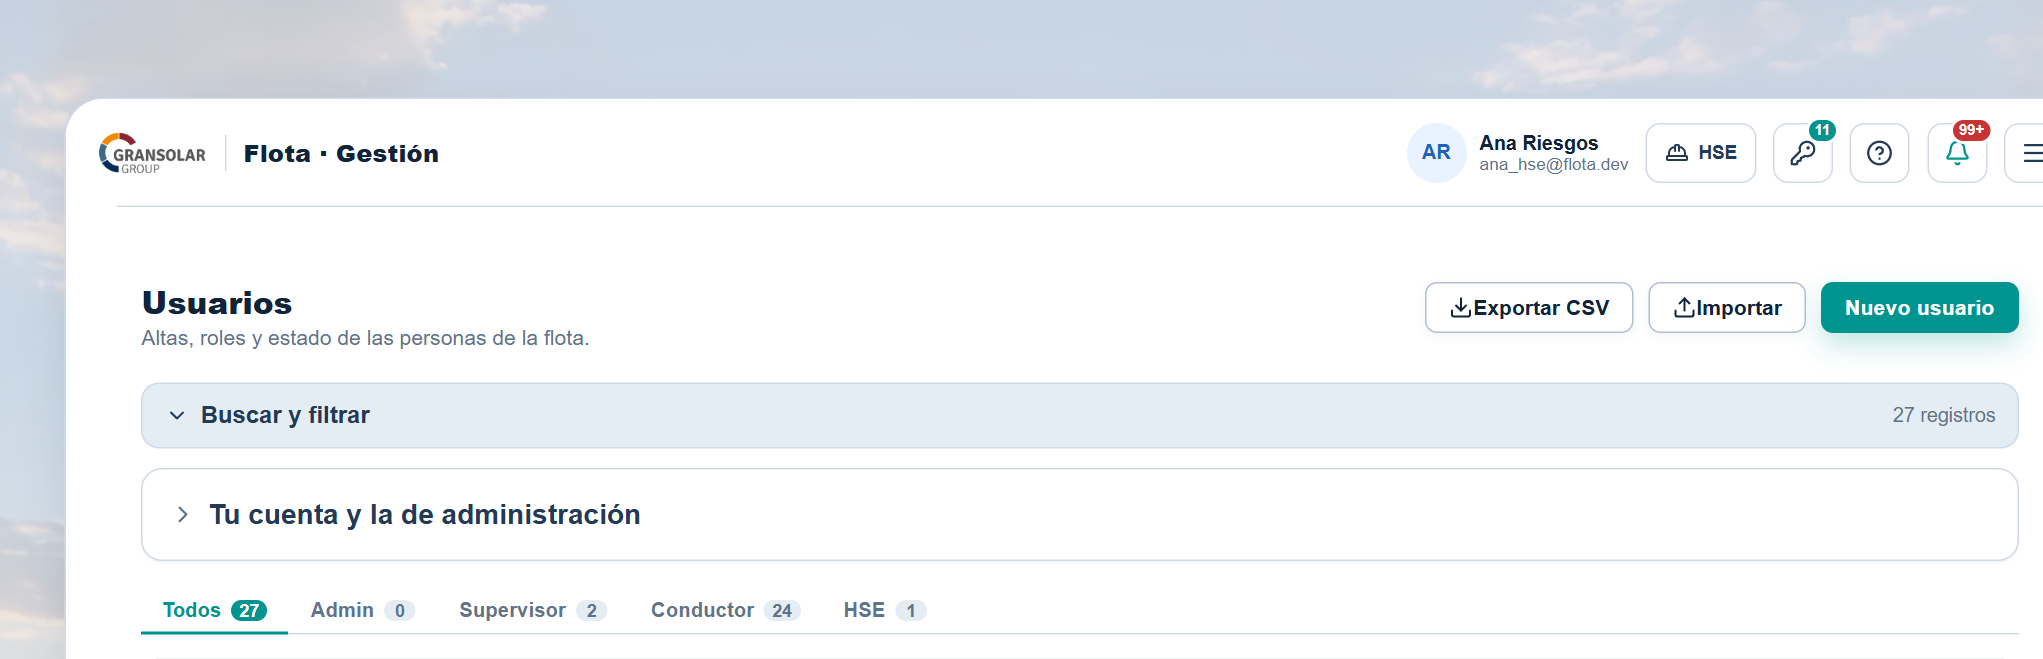 GRANSOLAR
GROUP
Flota · Gestión
AR
Ana Riesgos
ana_hse@flota.dev
HSE
11
99+
Usuarios
Altas, roles y estado de las personas de la flota.
Exportar CSV
Importar
Nuevo usuario
Buscar y filtrar
27 registros
Tu cuenta y la de administración
Todos 27
Admin 0
Supervisor 2
Conductor 24
HSE 1